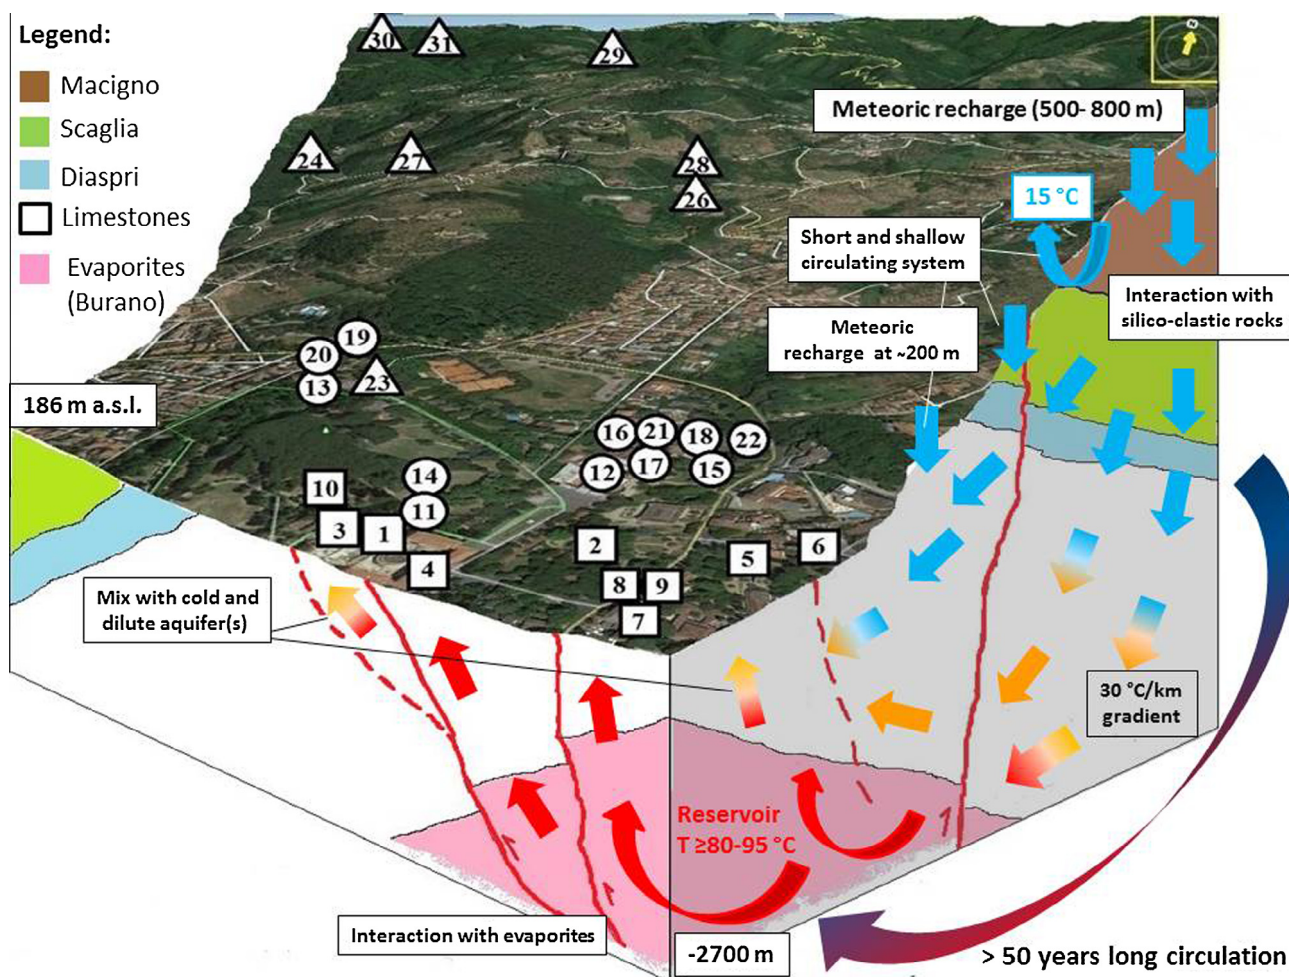 Legend:
Macigno
Scaglia
Diaspri
Limestones
Evaporites
(Burano)
30
31
29
Meteoric recharge (500- 800 m)
24
27
28
26
15 °C
Short and shallow
circulating system
Interaction with
silico-clastic rocks
Meteoric
recharge at ~200 m
19
20
13
23
186 m a.s.l.
16
21
18
22
12
17
15
10
14
11
3
1
4
2
5
6
8
9
7
Mix with cold and
dilute aquifer(s)
30 °C/km
gradient
Reservoir
T ≥80-95 °C
Interaction with evaporites
-2700 m
> 50 years long circulation